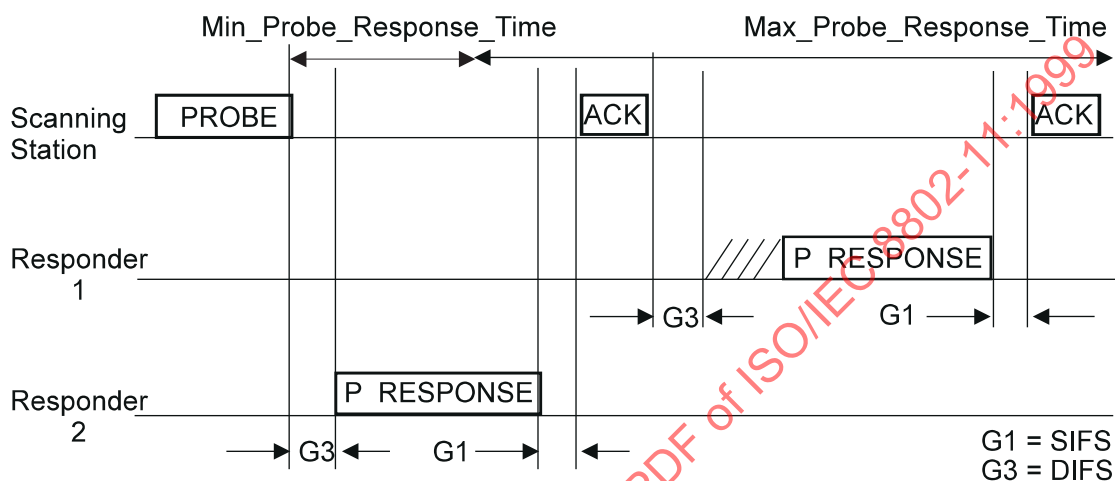 Min_Probe_Response_Time
Max_Probe_Response_Time
Scanning
Station
PROBE
ACK
ACK
Responder
1
P RESPONSE
G3
G1
Responder
2
P RESPONSE
G3
G1
G1 = SIFS
G3 = DIFS
PDF of ISO/IEC 8802-11:1999